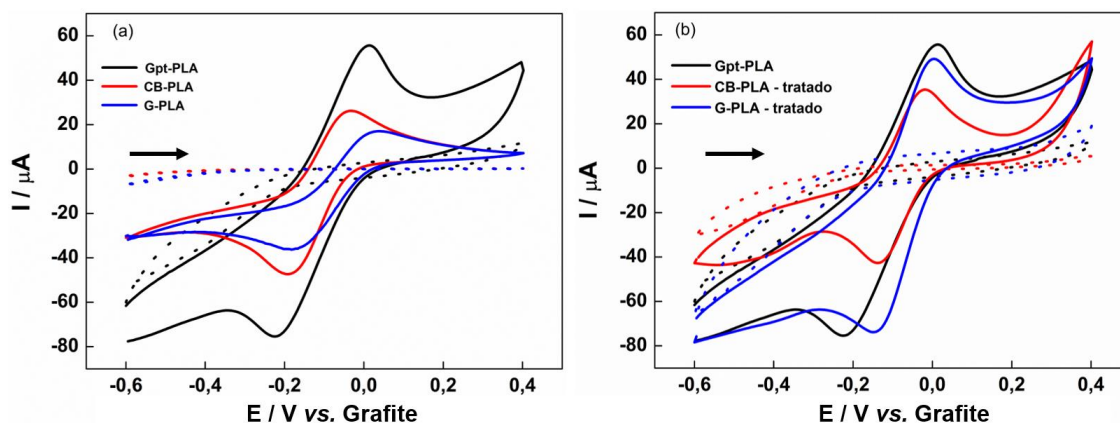 (a)
60
40
20
0
-20
-40
-60
-80
I / µA
Gpt-PLA
CB-PLA
G-PLA
-0,6 -0,4 -0,2 0,0 0,2 0,4
E / V vs. Grafite
(b)
60
40
20
0
-20
-40
-60
-80
I / µA
Gpt-PLA
CB-PLA - tratado
G-PLA - tratado
-0,6 -0,4 -0,2 0,0 0,2 0,4
E / V vs. Grafite